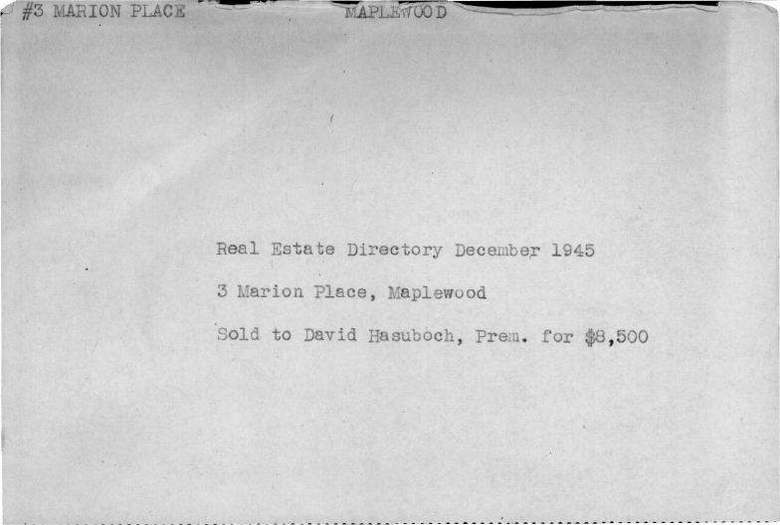 #3 MARION PLACE MAPLEWOOD
Real Estate Directory December 1945
3 Marion Place, Maplewood
Sold to David Hasuboch, Prem. for $8,500